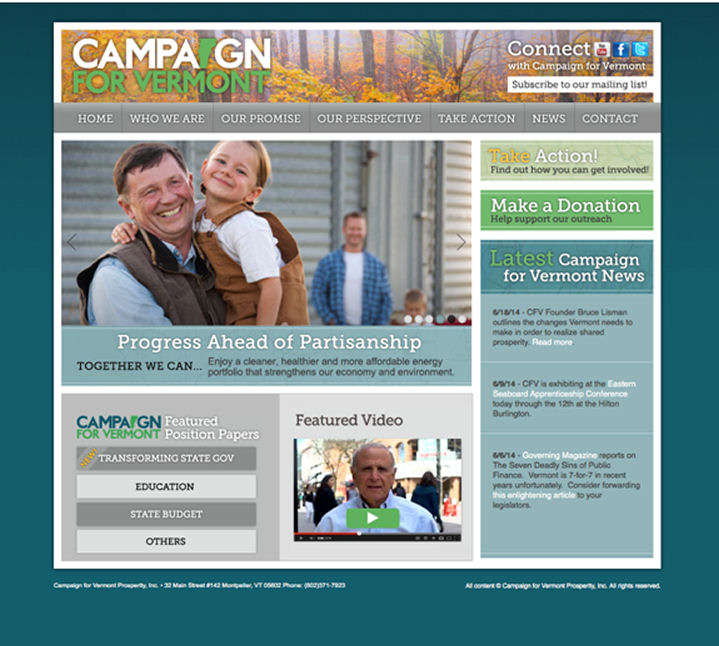 CAMPAIGN
FOR VERMONT
Connect
with Campaign for Vermont
Subscribe to our mailing list!
HOME
WHO WE ARE
OUR PROMISE
OUR PERSPECTIVE
TAKE ACTION
NEWS
CONTACT
Progress Ahead of Partisanship
TOGETHER WE CAN... Enjoy a cleaner, healthier and more affordable energy
portfolio that strengthens our economy and environment.
Take Action!
Find out how you can get involved!
Make a Donation
Help support our outreach
Latest Campaign
for Vermont News
6/18/14 - CFV Founder Bruce Lisman
outlines the changes Vermont needs to
make in order to realize shared
prosperity. Read more
6/9/14 - CFV is exhibiting at the Eastern
Seaboard Apprenticeship Conference
today through the 12th at the Hilton
Burlington.
6/6/14 - Governing Magazine reports on
The Seven Deadly Sins of Public
Finance. Vermont is 7-for-7 in recent
years unfortunately. Consider forwarding
this enlightening article to your
legislators.
CAMPAIGN
FOR VERMONT
Featured
Position Papers
NEW!
TRANSFORMING STATE GOV
EDUCATION
STATE BUDGET
OTHERS
Featured Video
Campaign for Vermont Prosperity, Inc. • 32 Main Street #142 Montpelier, VT 05602 Phone: (802)371-7923
All content © Campaign for Vermont Prosperity, Inc. All rights reserved.